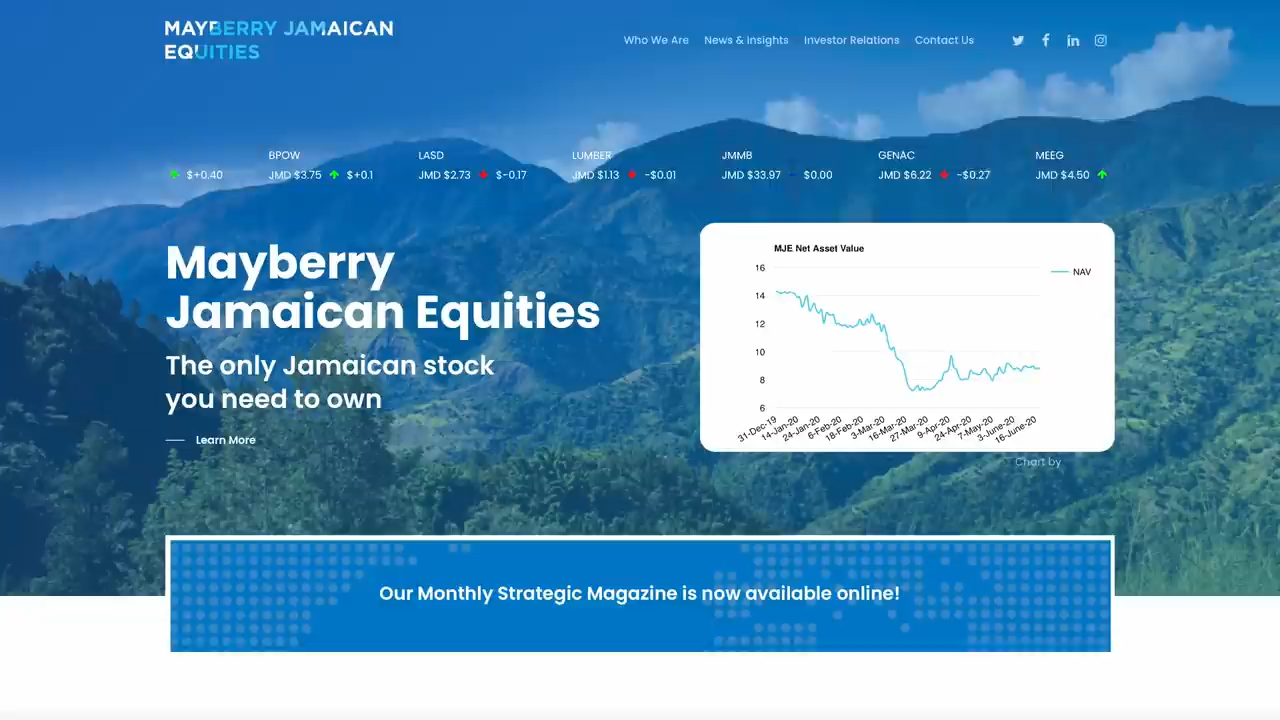 MAYBERRY JAMAICAN
EQUITIES
Who We Are News & Insights Investor Relations Contact Us
BPOW LASD LUMBER JMMB GENAC MEEG
$+0.40 JMD $3.75 $+0.1 JMD $2.73 $-0.17 JMD $1.13 -$0.01 JMD $33.97 $0.00 JMD $6.22 -$0.27 JMD $4.50
Mayberry
Jamaican Equities
The only Jamaican stock
you need to own
Learn More
MJE Net Asset Value
NAV
16
14
12
10
8
6
31-Dec-19 14-Jan-20 24-Jan-20 6-Feb-20 18-Feb-20 3-Mar-20 16-Mar-20 27-Mar-20 9-Apr-20 24-Apr-20 7-May-20 3-June-20 16-June-20
Chart by
Our Monthly Strategic Magazine is now available online!